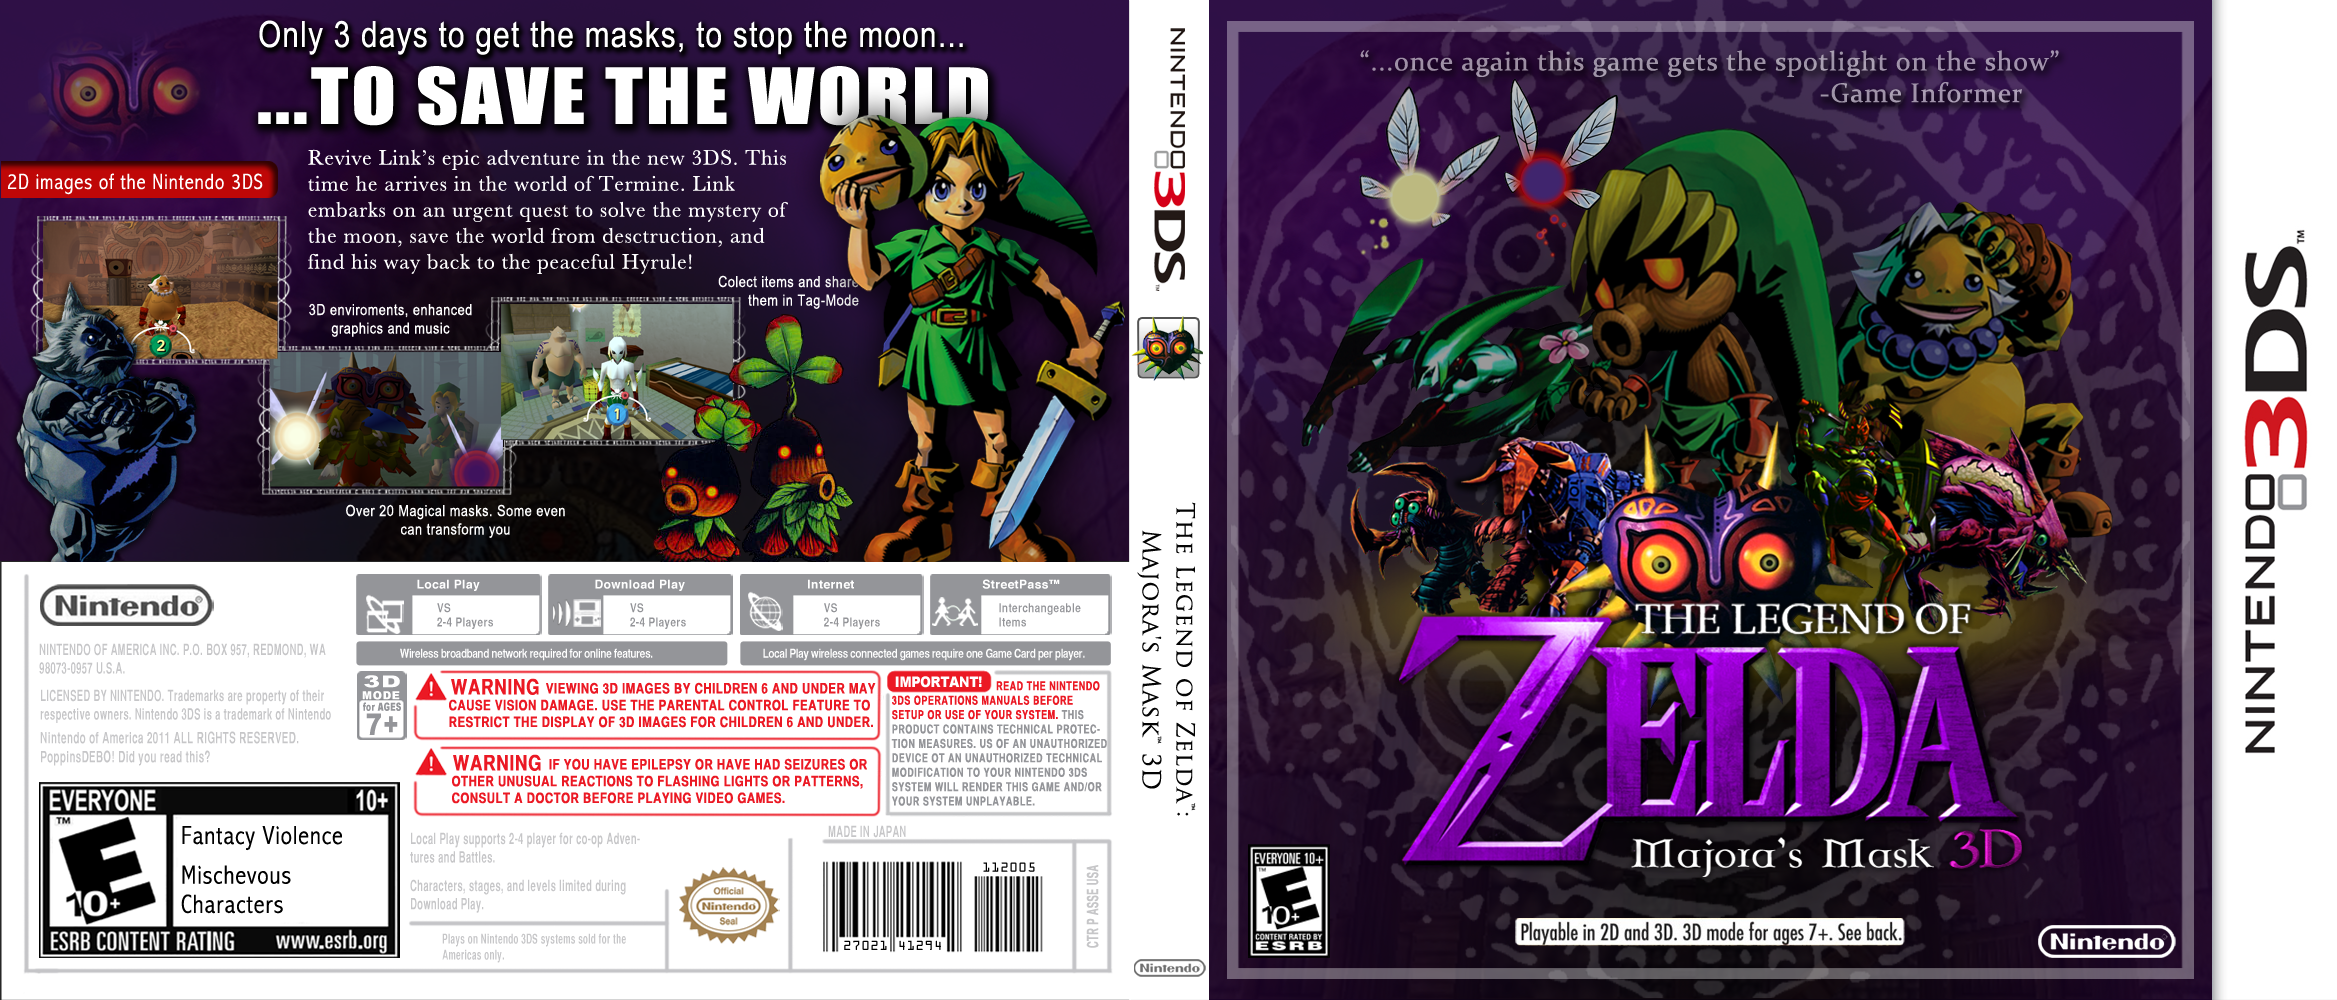 Only 3 days to get the masks, to stop the moon...
...TO SAVE THE WORLD
2D images of the Nintendo 3DS
Revive Link's epic adventure in the new 3DS. This
time he arrives in the world of Termine. Link
embarks on an urgent quest to solve the mystery of
the moon, save the world from desctruction, and
find his way back to the peaceful Hyrule!
Colect items and share
them in Tag-Mode
3D enviroments, enhanced
graphics and music
2
1
Over 20 Magical masks. Some even
can transform you
Nintendo®
NINTENDO OF AMERICA INC. P.O. BOX 957, REDMOND, WA
98073-0957 U.S.A.
LICENSED BY NINTENDO. Trademarks are property of their
respective owners. Nintendo 3DS is a trademark of Nintendo
Nintendo of America 2011 ALL RIGHTS RESERVED.
PoppinsDEBO! Did you read this?
EVERYONE 10+
™
E
10+
Fantacy Violence
Mischevous
Characters
ESRB CONTENT RATING www.esrb.org
Local Play
VS
2-4 Players
Download Play
VS
2-4 Players
Internet
VS
2-4 Players
StreetPass™
Interchangeable
Items
Wireless broadband network required for online features.
Local Play wireless connected games require one Game Card per player.
3D
MODE
for AGES
7+
WARNING VIEWING 3D IMAGES BY CHILDREN 6 AND UNDER MAY
CAUSE VISION DAMAGE. USE THE PARENTAL CONTROL FEATURE TO
RESTRICT THE DISPLAY OF 3D IMAGES FOR CHILDREN 6 AND UNDER.
WARNING IF YOU HAVE EPILEPSY OR HAVE HAD SEIZURES OR
OTHER UNUSUAL REACTIONS TO FLASHING LIGHTS OR PATTERNS,
CONSULT A DOCTOR BEFORE PLAYING VIDEO GAMES.
IMPORTANT! READ THE NINTENDO
3DS OPERATIONS MANUALS BEFORE
SETUP OR USE OF YOUR SYSTEM. THIS
PRODUCT CONTAINS TECHNICAL PROTEC-
TION MEASURES. US OF AN UNAUTHORIZED
DEVICE OT AN UNAUTHORIZED TECHNICAL
MODIFICATION TO YOUR NINTENDO 3DS
SYSTEM WILL RENDER THIS GAME AND/OR
YOUR SYSTEM UNPLAYABLE.
Local Play supports 2-4 player for co-op Adven-
tures and Battles.
Characters, stages, and levels limited during
Download Play.
Plays on Nintendo 3DS systems sold for the
Americas only.
Official
Nintendo
Seal
MADE IN JAPAN
112005
27021 41294
CTR P ASSE USA
NINTENDO 3DS™
THE LEGEND OF ZELDA™:
MAJORA'S MASK™ 3D
Nintendo
"...once again this game gets the spotlight on the show"
-Game Informer
THE LEGEND OF
ZELDA
Majora's Mask 3D
EVERYONE 10+
™
E
10+
CONTENT RATED BY
ESRB
Playable in 2D and 3D. 3D mode for ages 7+. See back.
Nintendo®
NINTENDO 3DS™